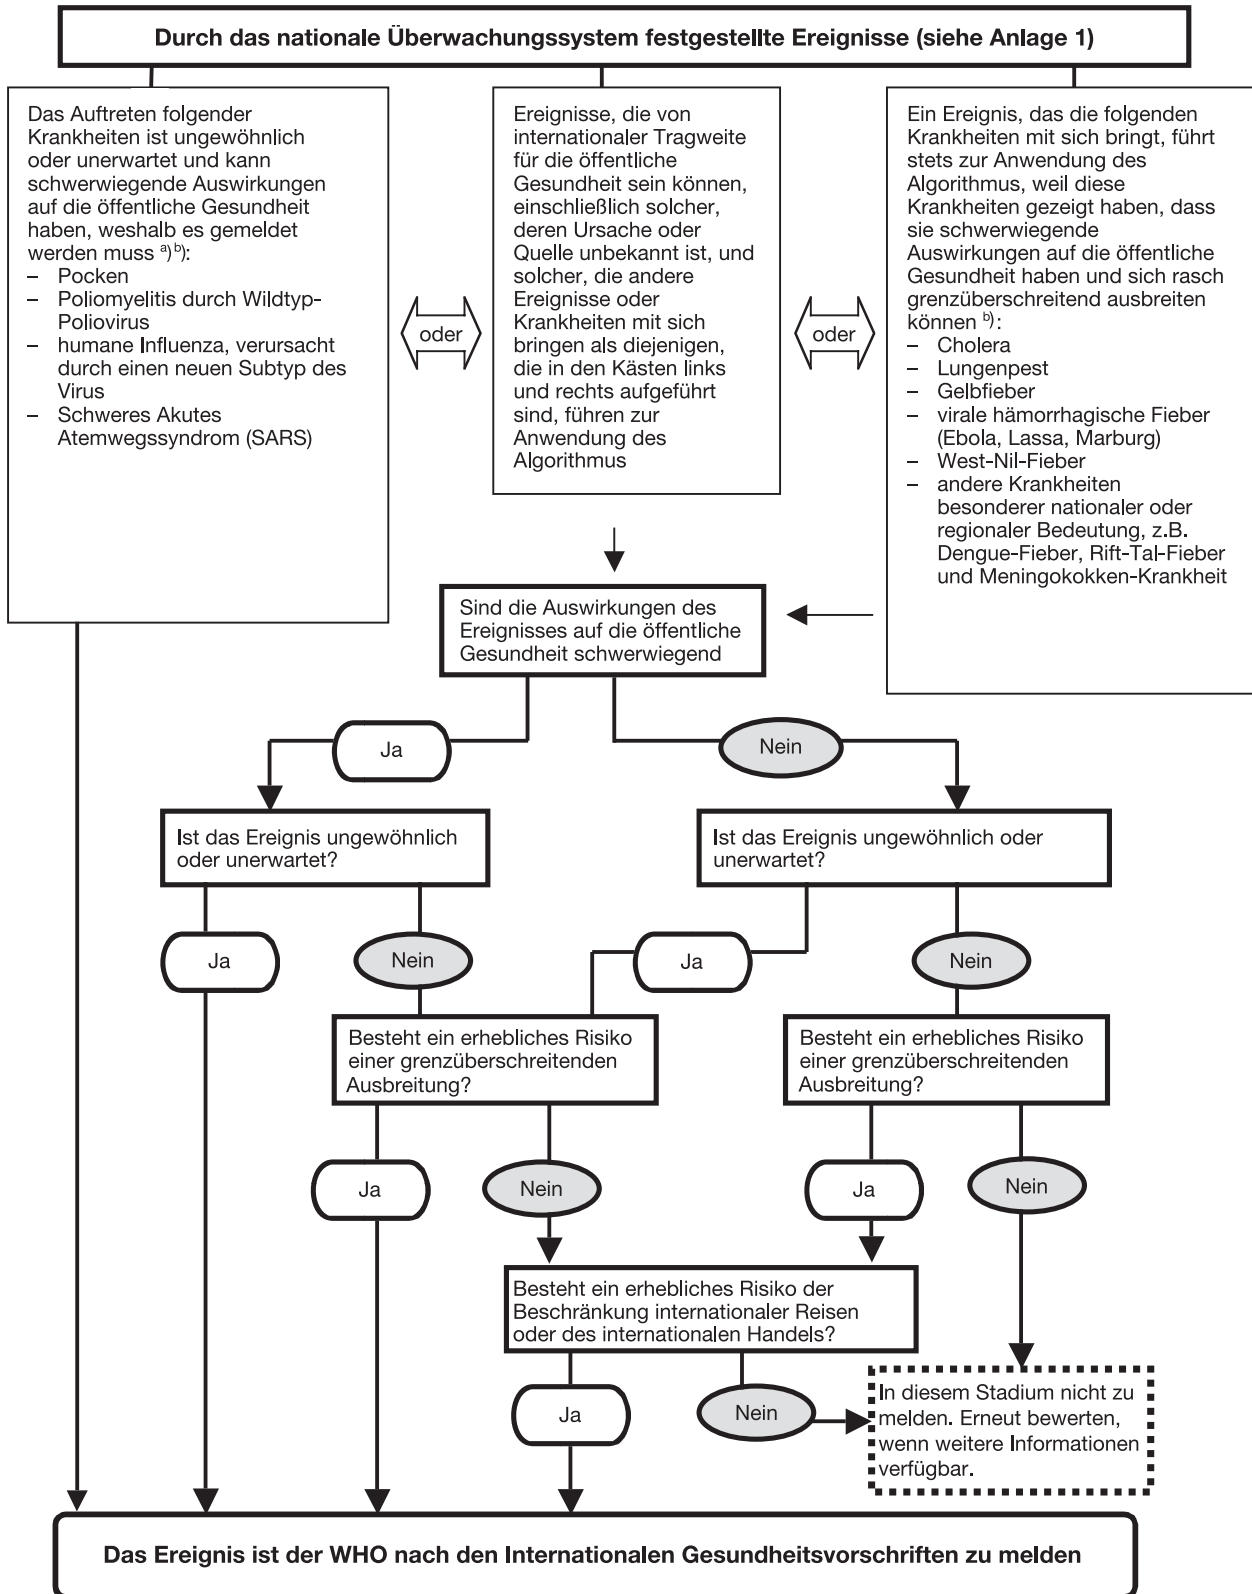 Durch das nationale Überwachungssystem festgestellte Ereignisse (siehe Anlage 1)
Das Auftreten folgender
Krankheiten ist ungewöhnlich
oder unerwartet und kann
schwerwiegende Auswirkungen
auf die öffentliche Gesundheit
haben, weshalb es gemeldet
werden muss a) b):
– Pocken
– Poliomyelitis durch Wildtyp-
Poliovirus
– humane Influenza, verursacht
durch einen neuen Subtyp des
Virus
– Schweres Akutes
Atemwegssyndrom (SARS)
oder
Ereignisse, die von
internationaler Tragweite
für die öffentliche
Gesundheit sein können,
einschließlich solcher,
deren Ursache oder
Quelle unbekannt ist, und
solcher, die andere
Ereignisse oder
Krankheiten mit sich
bringen als diejenigen,
die in den Kästen links
und rechts aufgeführt
sind, führen zur
Anwendung des
Algorithmus
oder
Ein Ereignis, das die folgenden
Krankheiten mit sich bringt, führt
stets zur Anwendung des
Algorithmus, weil diese
Krankheiten gezeigt haben, dass
sie schwerwiegende
Auswirkungen auf die öffentliche
Gesundheit haben und sich rasch
grenzüberschreitend ausbreiten
können b):
– Cholera
– Lungenpest
– Gelbfieber
– virale hämorrhagische Fieber
(Ebola, Lassa, Marburg)
– West-Nil-Fieber
– andere Krankheiten
besonderer nationaler oder
regionaler Bedeutung, z.B.
Dengue-Fieber, Rift-Tal-Fieber
und Meningokokken-Krankheit
Sind die Auswirkungen des
Ereignisses auf die öffentliche
Gesundheit schwerwiegend
Ja
Nein
Ist das Ereignis ungewöhnlich
oder unerwartet?
Ist das Ereignis ungewöhnlich oder
unerwartet?
Ja
Nein
Ja
Nein
Besteht ein erhebliches Risiko
einer grenzüberschreitenden
Ausbreitung?
Besteht ein erhebliches Risiko
einer grenzüberschreitenden
Ausbreitung?
Ja
Nein
Ja
Nein
Besteht ein erhebliches Risiko der
Beschränkung internationaler Reisen
oder des internationalen Handels?
Ja
Nein
In diesem Stadium nicht zu
melden. Erneut bewerten,
wenn weitere Informationen
verfügbar.
Das Ereignis ist der WHO nach den Internationalen Gesundheitsvorschriften zu melden